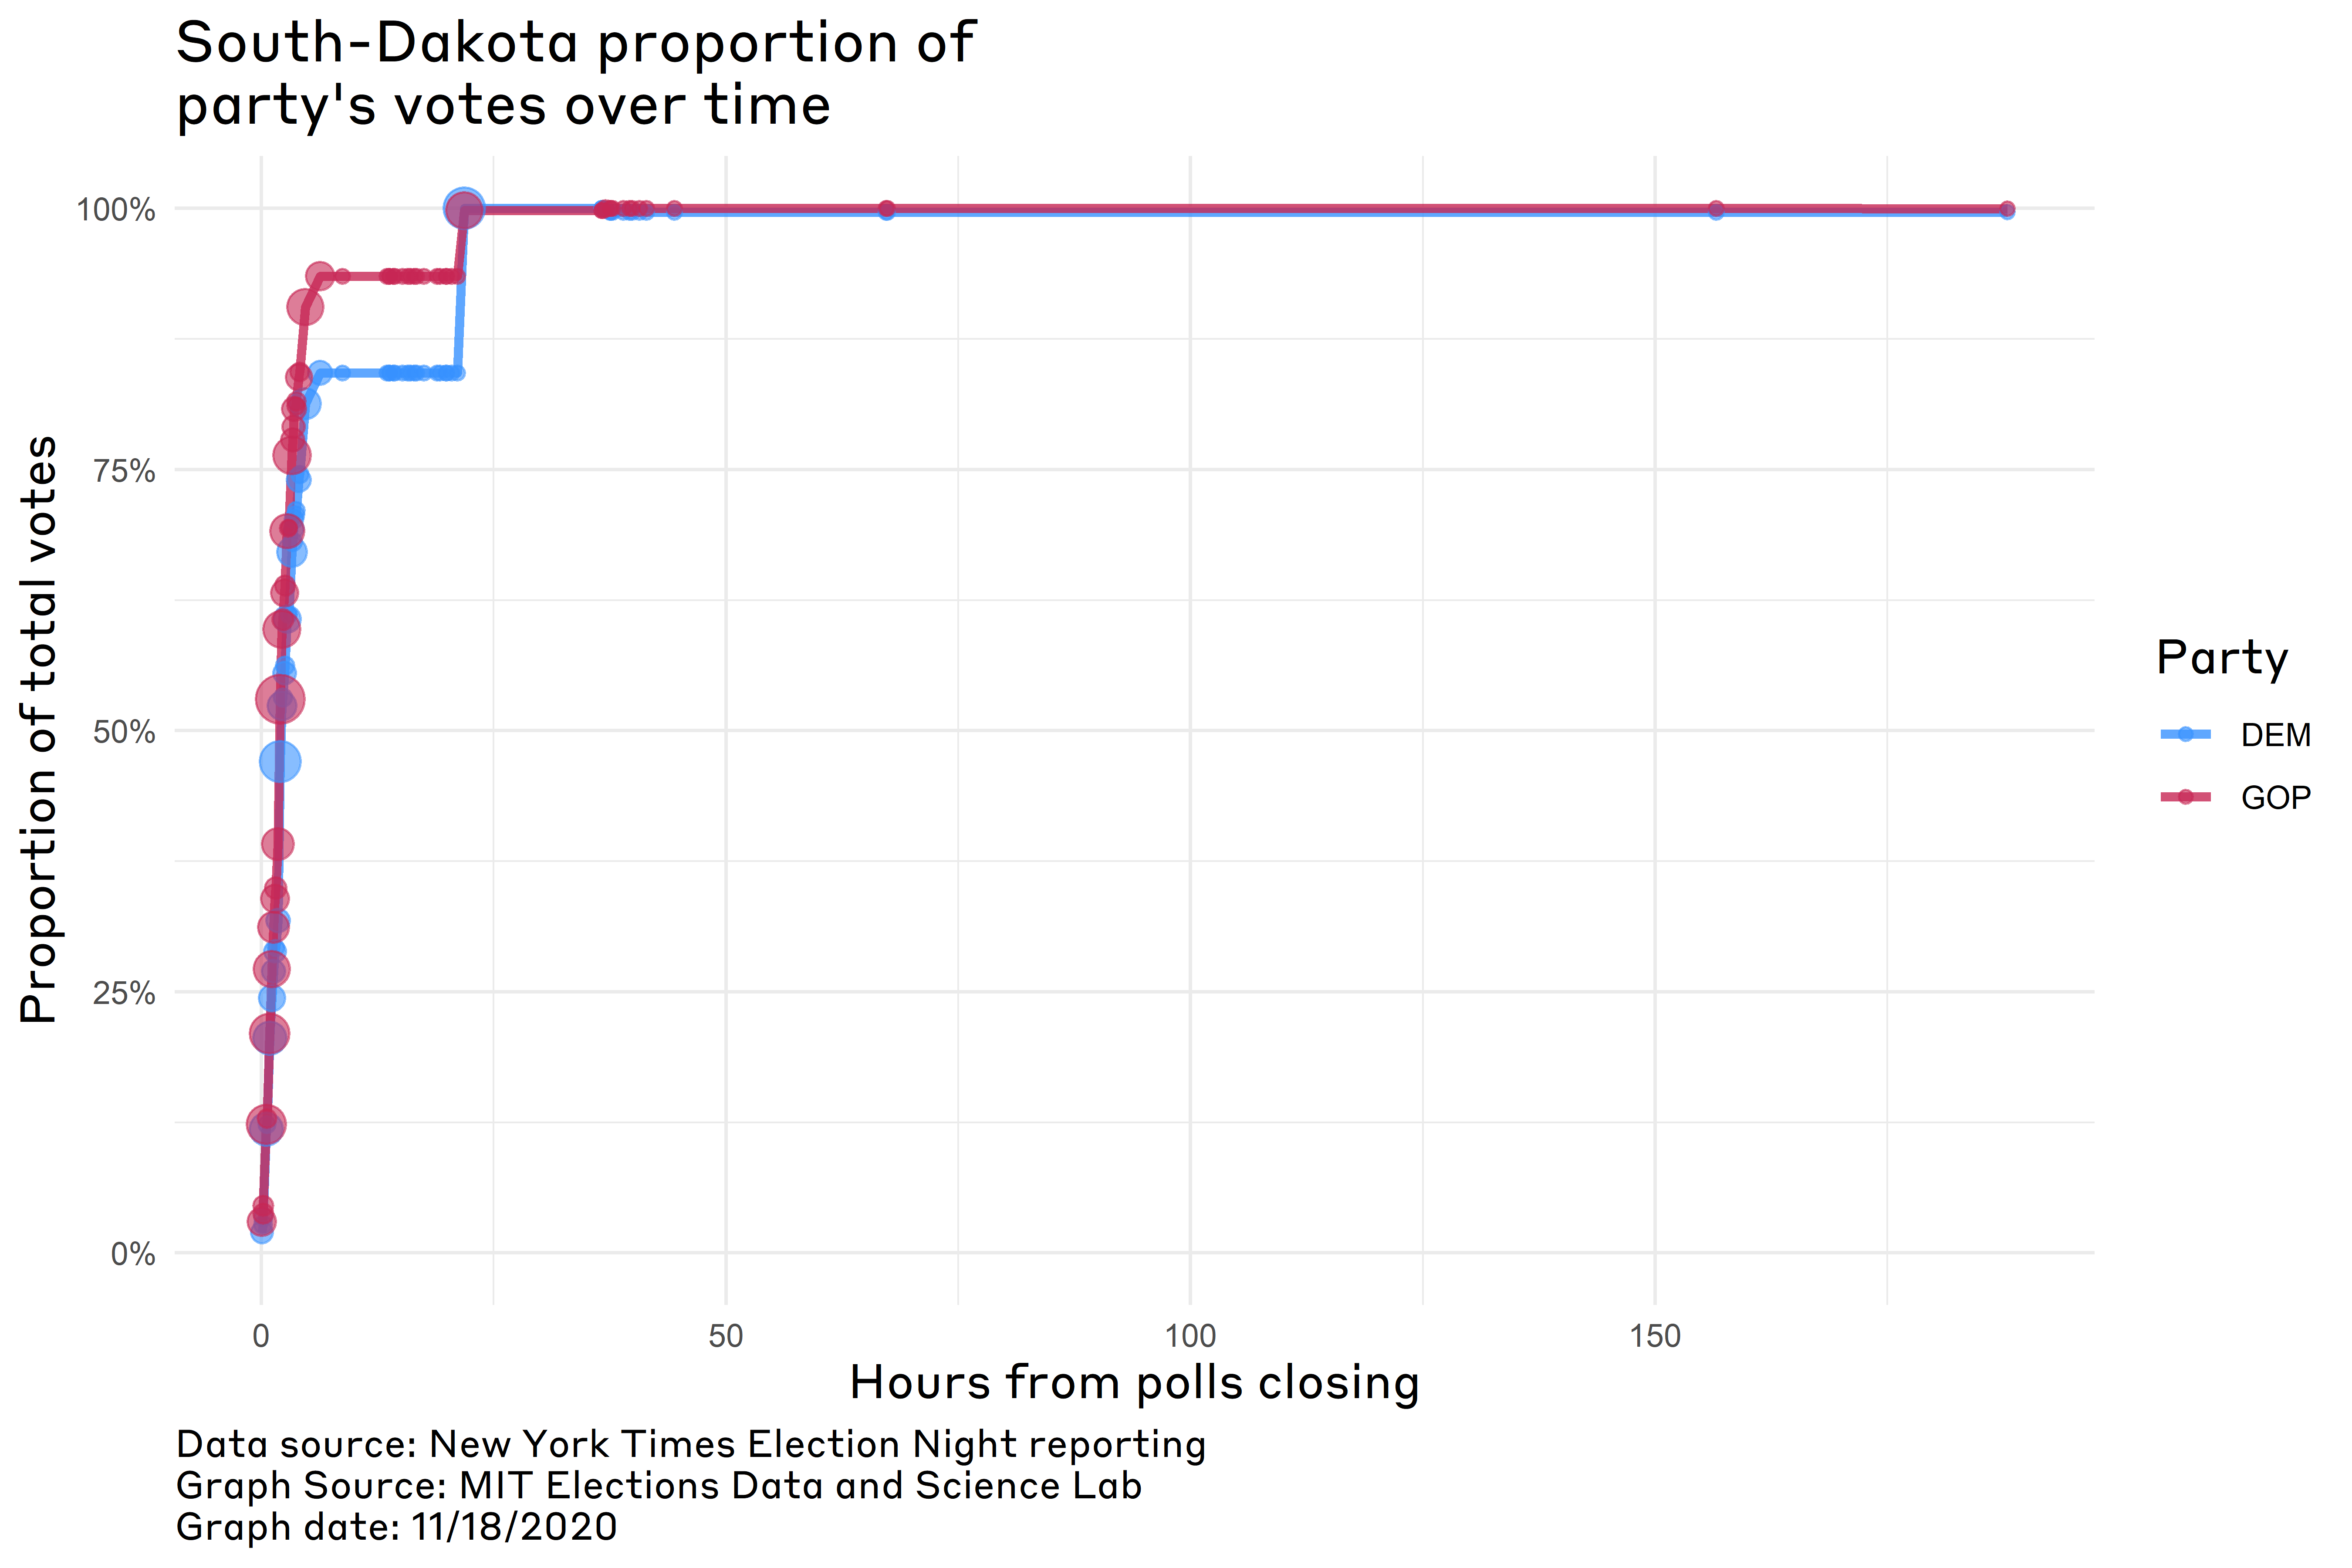 South-Dakota proportion of
party's votes over time
Proportion of total votes
100%
75%
50%
25%
0%
0
50
100
150
Hours from polls closing
Party
DEM
GOP
Data source: New York Times Election Night reporting
Graph Source: MIT Elections Data and Science Lab
Graph date: 11/18/2020